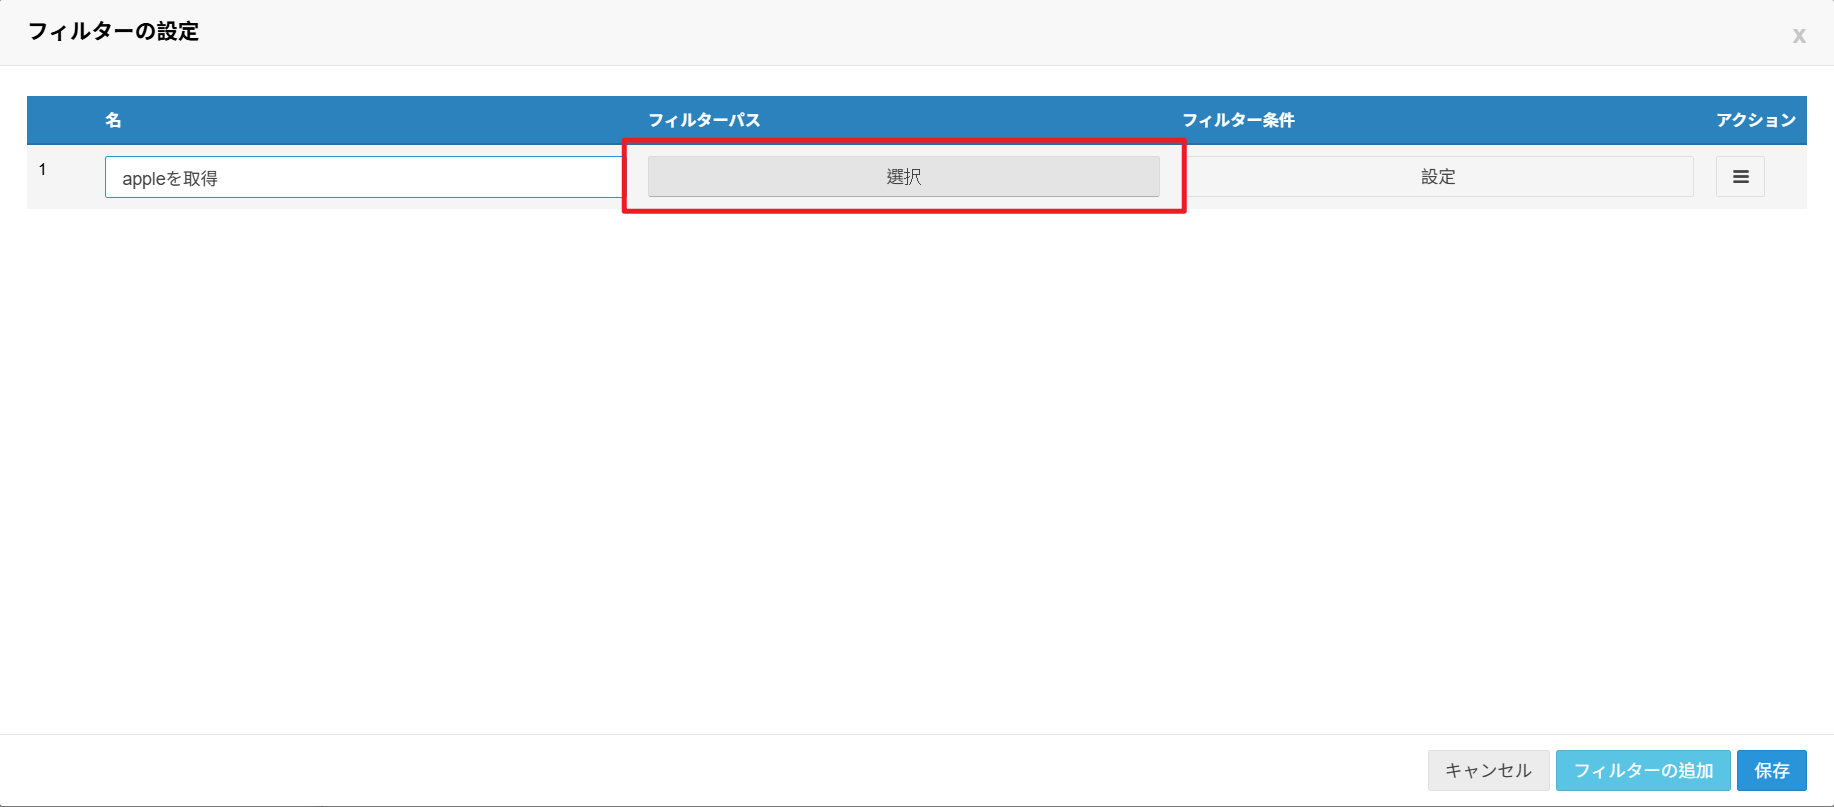 フィルターの設定
x
名 フィルターパス フィルター条件 アクション
1 appleを取得 選択 設定
キャンセル フィルターの追加 保存